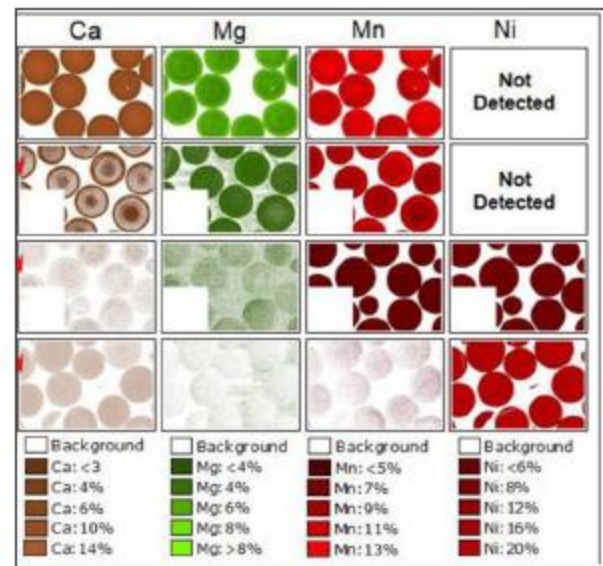 Ca Mg Mn Ni
Not
Detected
Not
Detected
Background Background Background Background
Ca: <3 Mg: <4% Mn: <5% Ni: <6%
Ca: 4% Mg: 4% Mn: 7% Ni: 8%
Ca: 6% Mg: 6% Mn: 9% Ni: 12%
Ca: 10% Mg: 8% Mn: 11% Ni: 16%
Ca: 14% Mg: >8% Mn: 13% Ni: 20%